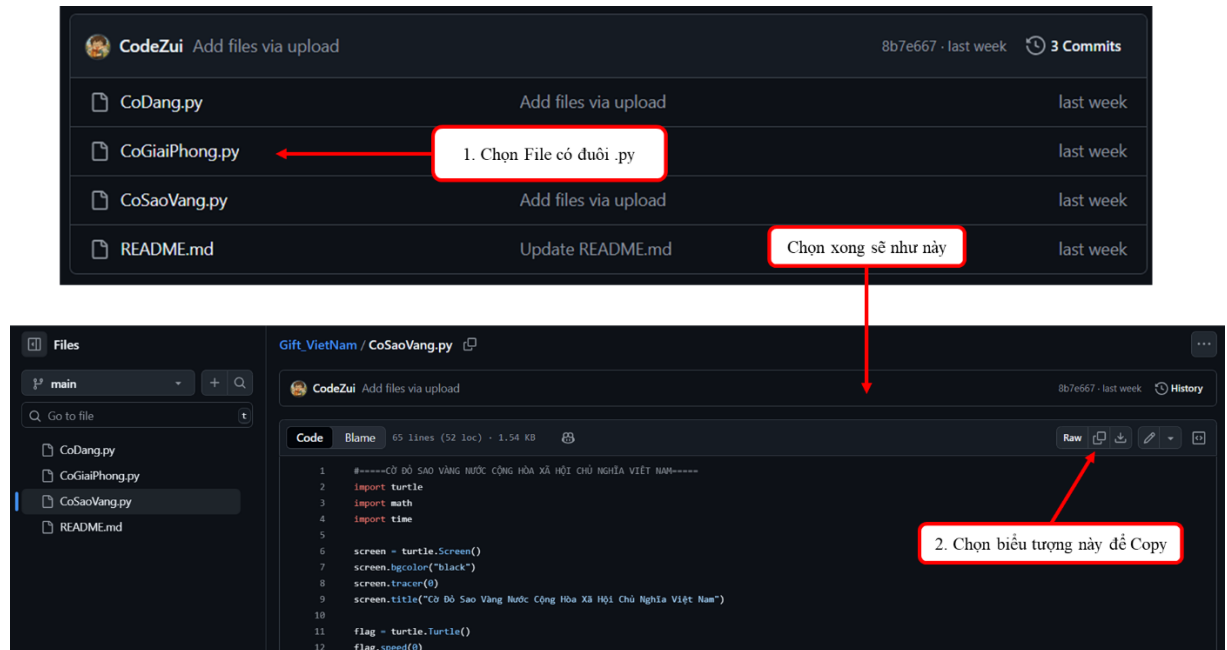 CodeZui Add files via upload 8b7e667 · last week 3 Commits
CoDang.py Add files via upload last week
CoGiaiPhong.py last week
1. Chọn File có đuôi .py
CoSaoVang.py Add files via upload last week
README.md Update README.md last week
Chọn xong sẽ như này
Files
Gift_VietNam / CoSaoVang.py
main
CodeZui Add files via upload 8b7e667 · last week History
Go to file t
Code Blame 65 lines (52 loc) · 1.54 KB Raw
CoDang.py
CoGiaiPhong.py
CoSaoVang.py
README.md
1 #=====CỜ ĐỎ SAO VÀNG NƯỚC CỘNG HÒA XÃ HỘI CHỦ NGHĨA VIỆT NAM=====
2 import turtle
3 import math
4 import time
5
6 screen = turtle.Screen()
7 screen.bgcolor("black")
8 screen.tracer(0)
9 screen.title("Cờ Đỏ Sao Vàng Nước Cộng Hòa Xã Hội Chủ Nghĩa Việt Nam")
10
11 flag = turtle.Turtle()
12 flag.speed(0)
2. Chọn biểu tượng này để Copy